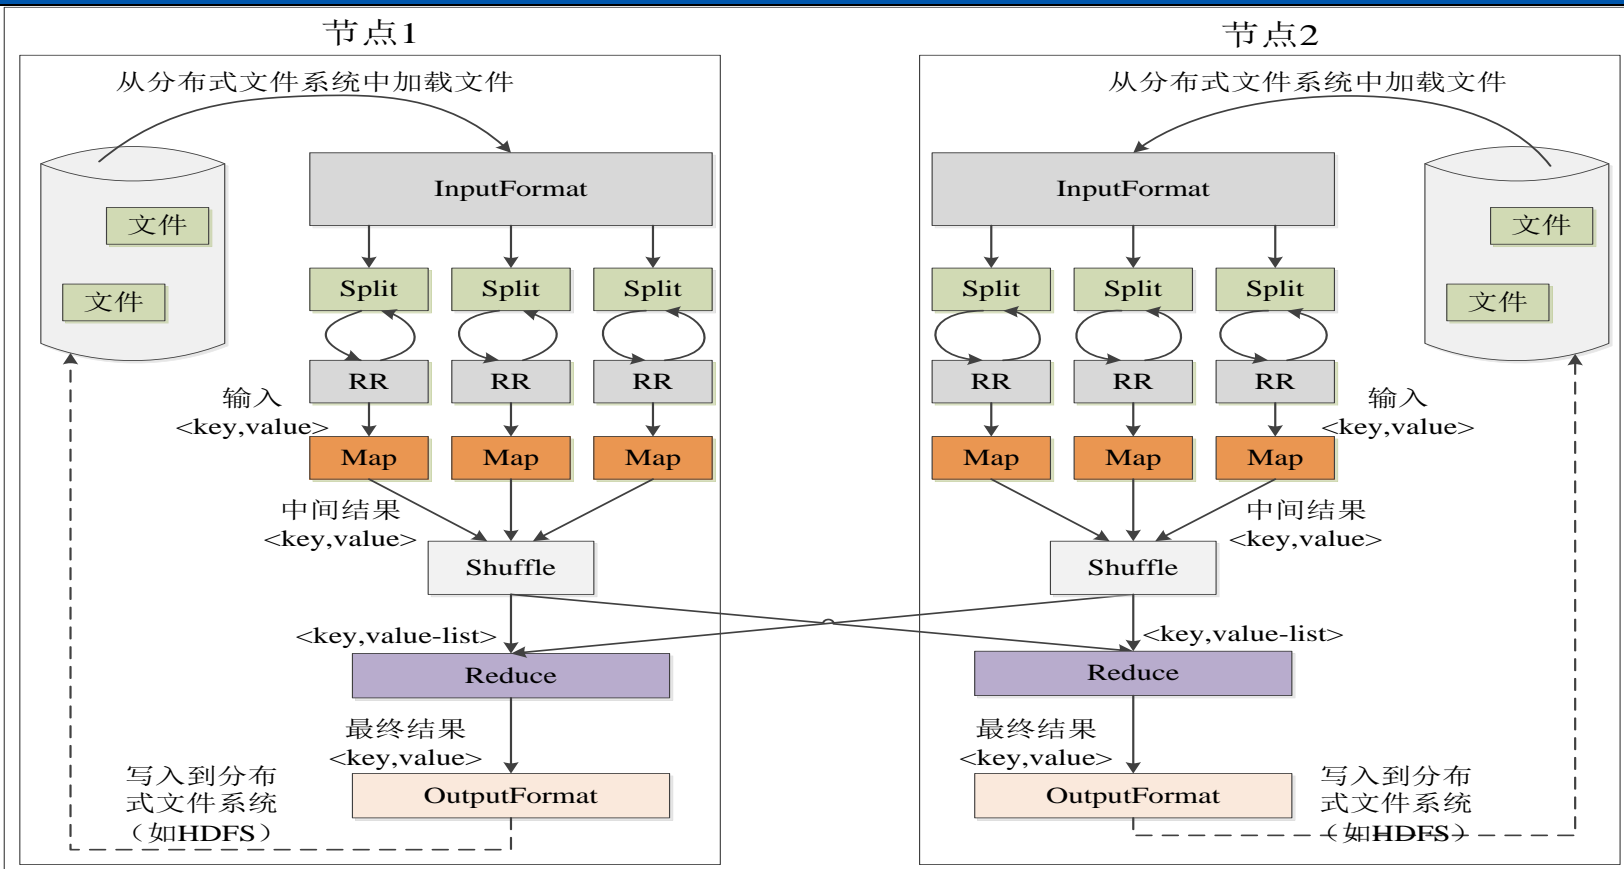 节点1
节点2
从分布式文件系统中加载文件
从分布式文件系统中加载文件
InputFormat
InputFormat
文件
文件
文件
文件
Split
Split
Split
Split
Split
Split
RR
RR
RR
RR
RR
RR
输入
<key,value>
输入
<key,value>
Map
Map
Map
Map
Map
Map
中间结果
<key,value>
中间结果
<key,value>
Shuffle
Shuffle
<key,value-list>
<key,value-list>
Reduce
Reduce
最终结果
<key,value>
最终结果
<key,value>
写入到分布
式文件系统
（如HDFS）
OutputFormat
OutputFormat
写入到分布
式文件系统
（如HDFS）